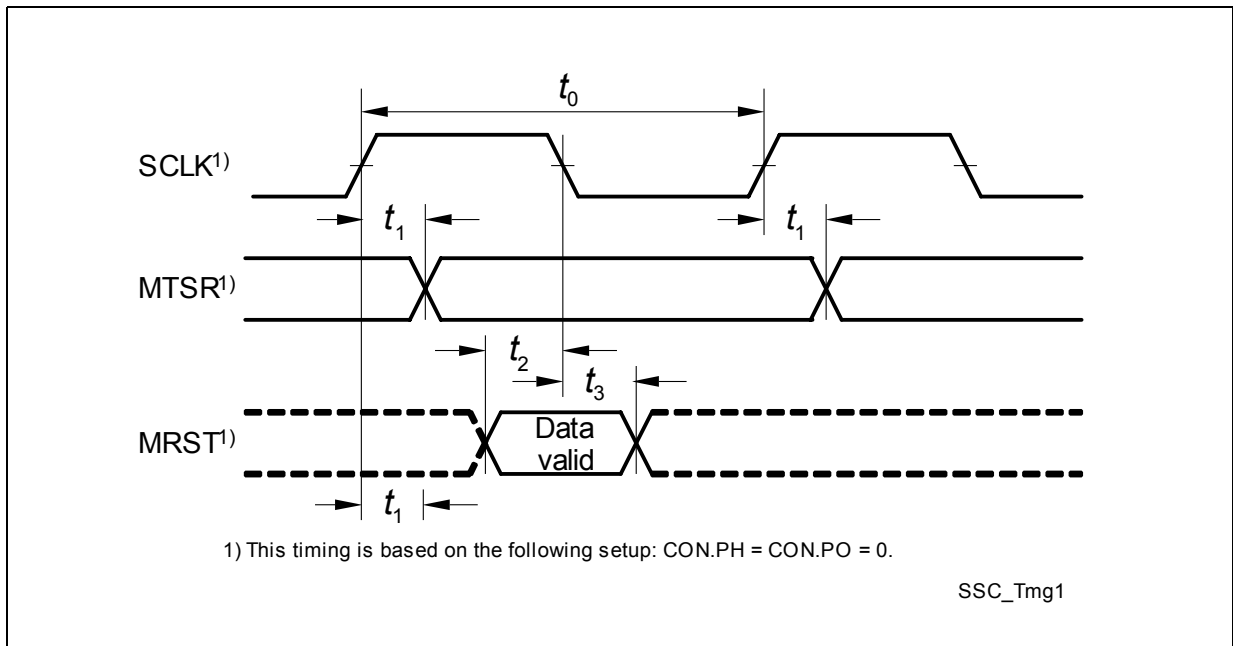 t0
SCLK1)
t1
t1
MTSR1)
t2
t3
MRST1)
Data
valid
t1
1) This timing is based on the following setup: CON.PH = CON.PO = 0.
SSC_Tmg1